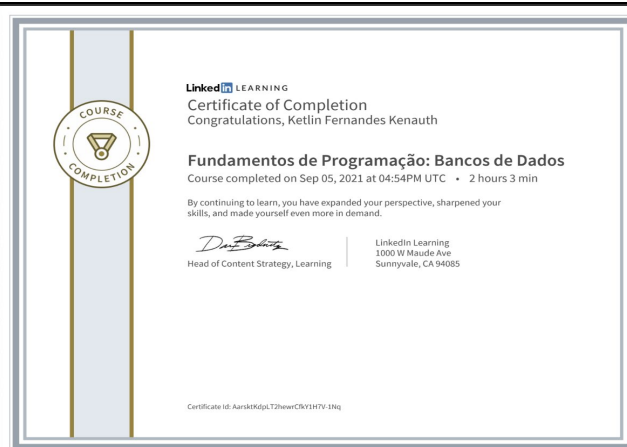 COURSE
COMPLETION
Linked in LEARNING
Certificate of Completion
Congratulations, Ketlin Fernandes Kenauth
Fundamentos de Programação: Bancos de Dados
Course completed on Sep 05, 2021 at 04:54PM UTC • 2 hours 3 min
By continuing to learn, you have expanded your perspective, sharpened your
skills, and made yourself even more in demand.
Head of Content Strategy, Learning
LinkedIn Learning
1000 W Maude Ave
Sunnyvale, CA 94085
Certificate Id: AarsktKdpLT2hewrCfkY1H7V-1Nq